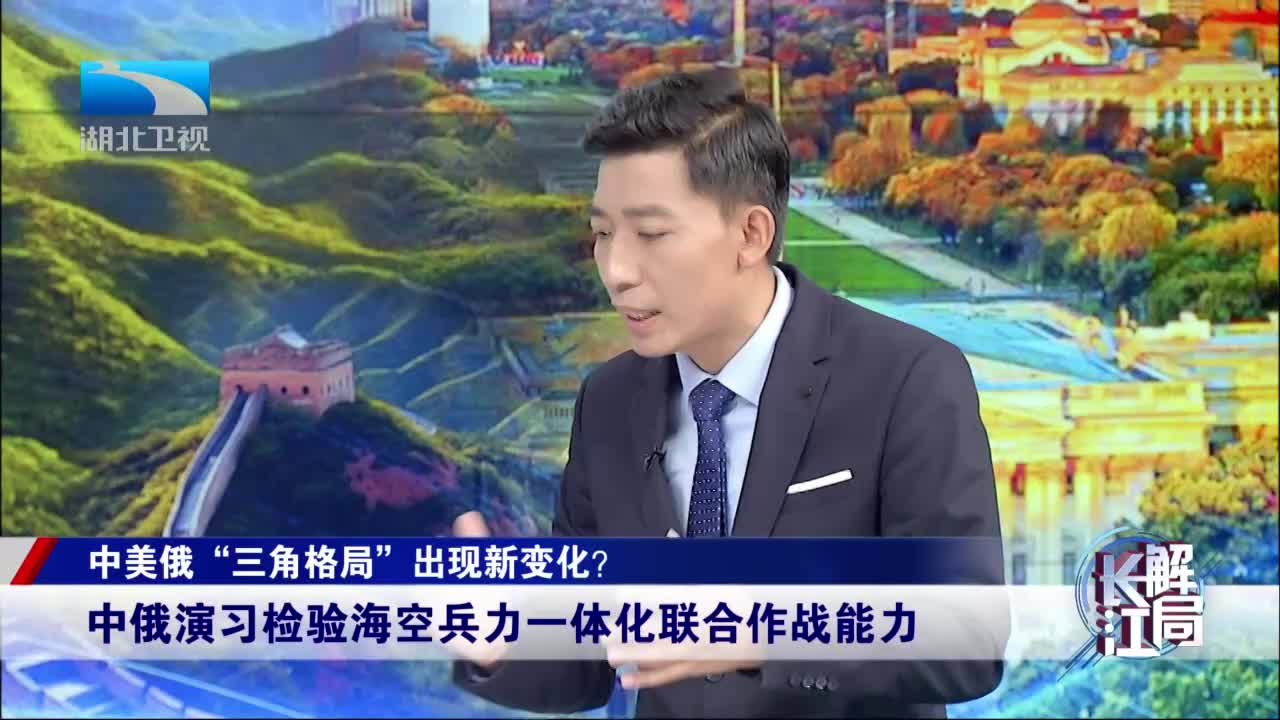 湖北卫视
中美俄“三角格局”出现新变化?
中俄演习检验海空兵力一体化联合作战能力
长江
解局